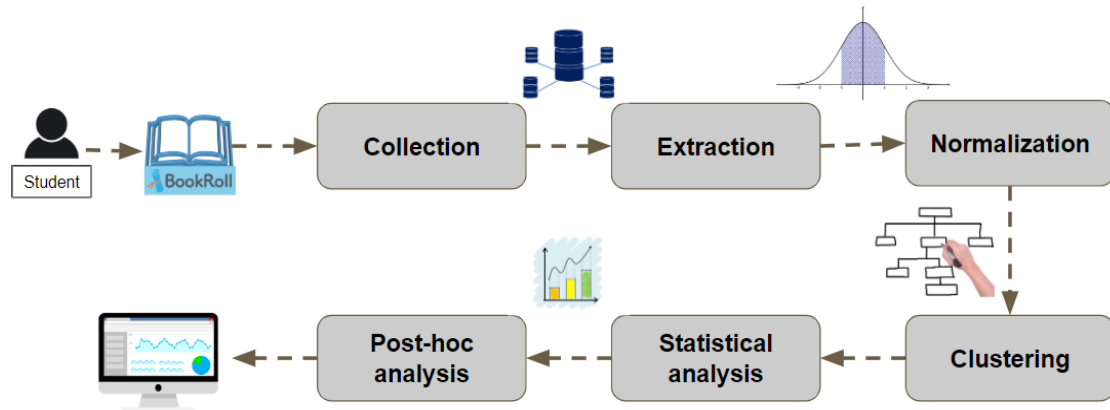 Student
BookRoll
Collection
Extraction
Normalization
Clustering
Statistical
analysis
Post-hoc
analysis